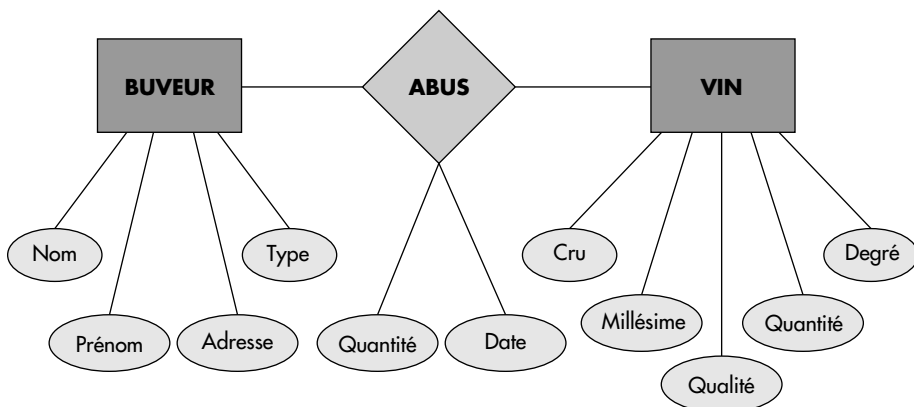 BUVEUR
ABUS
VIN
Nom
Type
Cru
Degré
Prénom
Adresse
Quantité
Date
Millésime
Quantité
Qualité